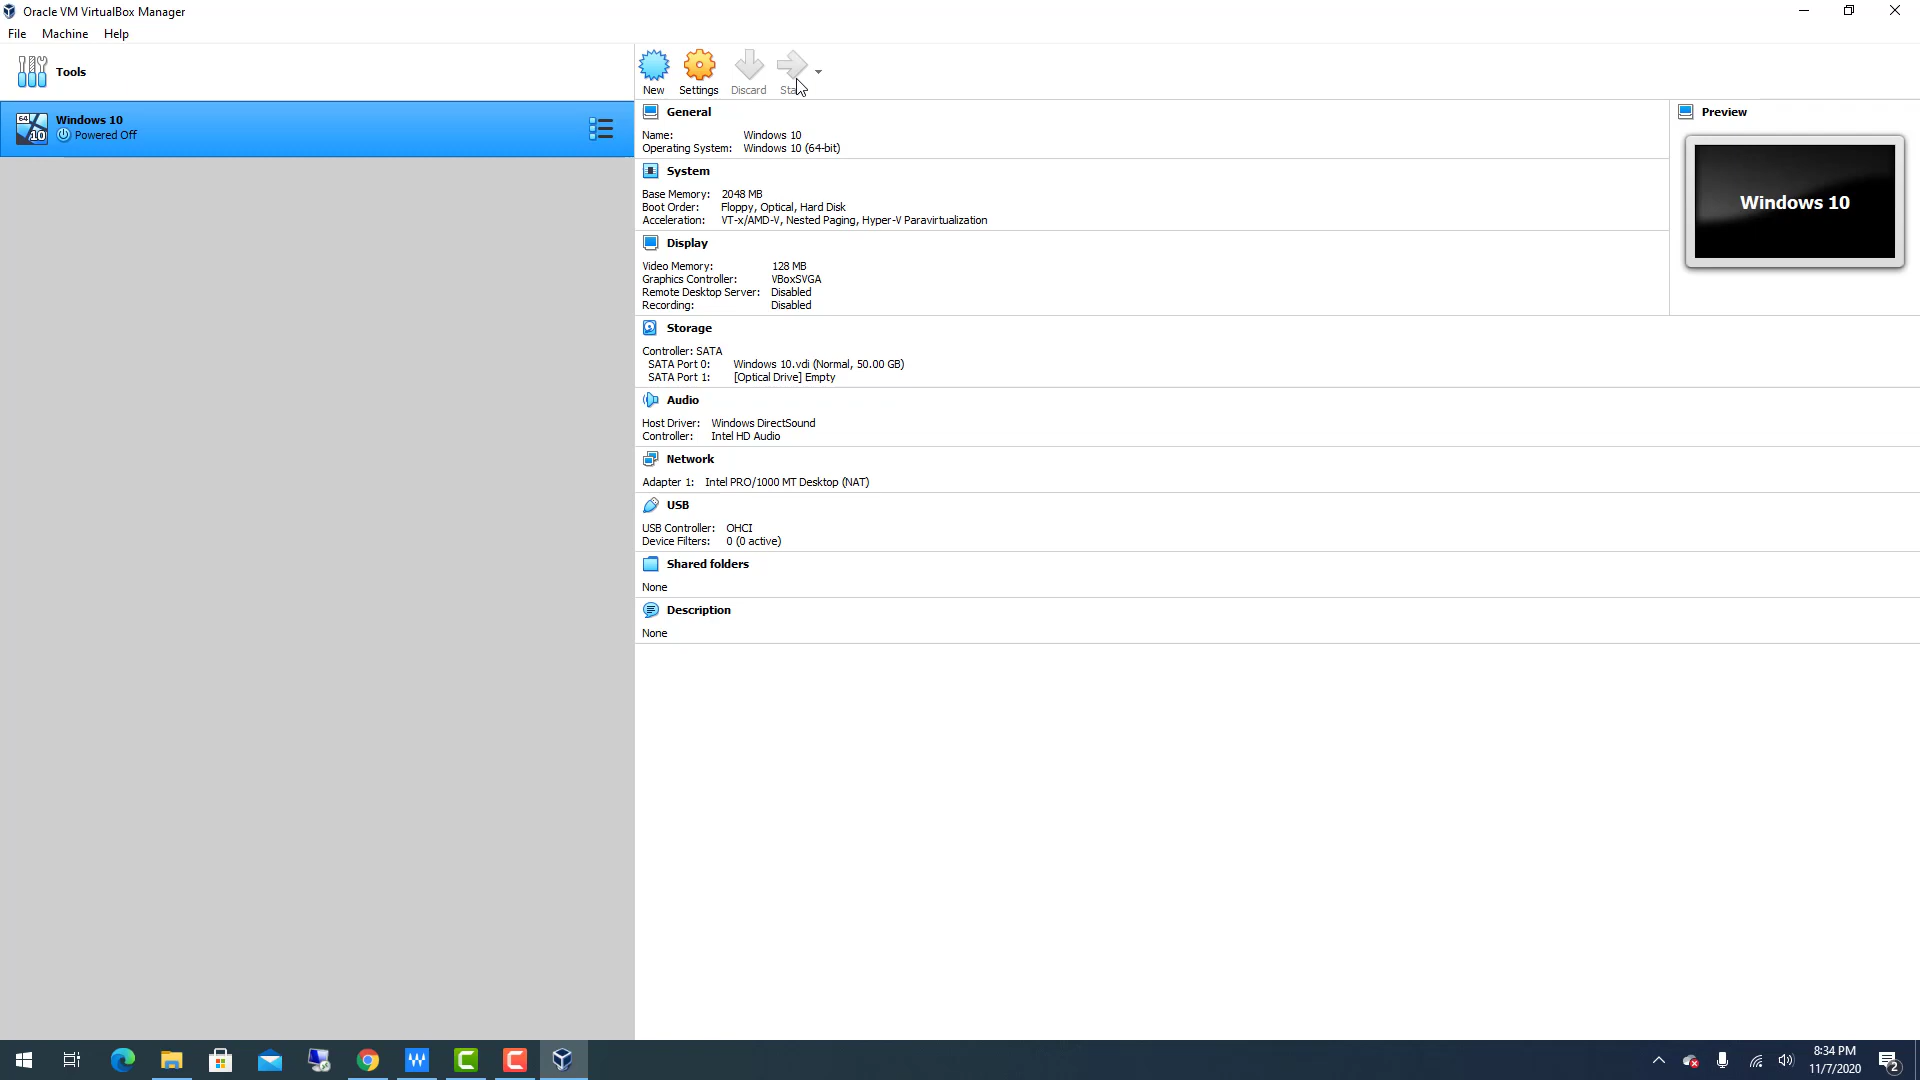 Oracle VM VirtualBox Manager
File Machine Help
Tools
New Settings Discard
64
10
Windows 10
Powered Off
General
Name: Windows 10
Operating System: Windows 10 (64-bit)
System
Base Memory: 2048 MB
Boot Order: Floppy, Optical, Hard Disk
Acceleration: VT-x/AMD-V, Nested Paging, Hyper-V Paravirtualization
Display
Video Memory: 128 MB
Graphics Controller: VBoxSVGA
Remote Desktop Server: Disabled
Recording: Disabled
Storage
Controller: SATA
SATA Port 0: Windows 10.vdi (Normal, 50.00 GB)
SATA Port 1: [Optical Drive] Empty
Audio
Host Driver: Windows DirectSound
Controller: Intel HD Audio
Network
Adapter 1: Intel PRO/1000 MT Desktop (NAT)
USB
USB Controller: OHCI
Device Filters: 0 (0 active)
Shared folders
None
Description
None
Preview
Windows 10
8:34 PM
11/7/2020
2